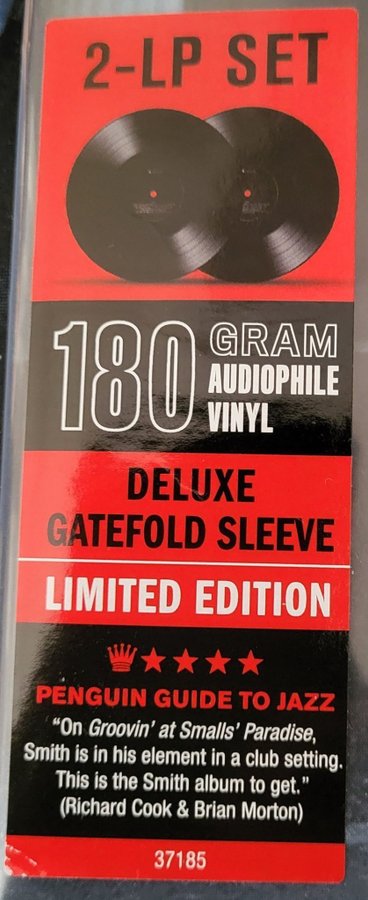 2-LP SET
180 GRAM
AUDIOPHILE
VINYL
DELUXE
GATEFOLD SLEEVE
LIMITED EDITION
PENGUIN GUIDE TO JAZZ
“On Groovin’ at Smalls’ Paradise,
Smith is in his element in a club setting.
This is the Smith album to get.”
(Richard Cook & Brian Morton)
37185